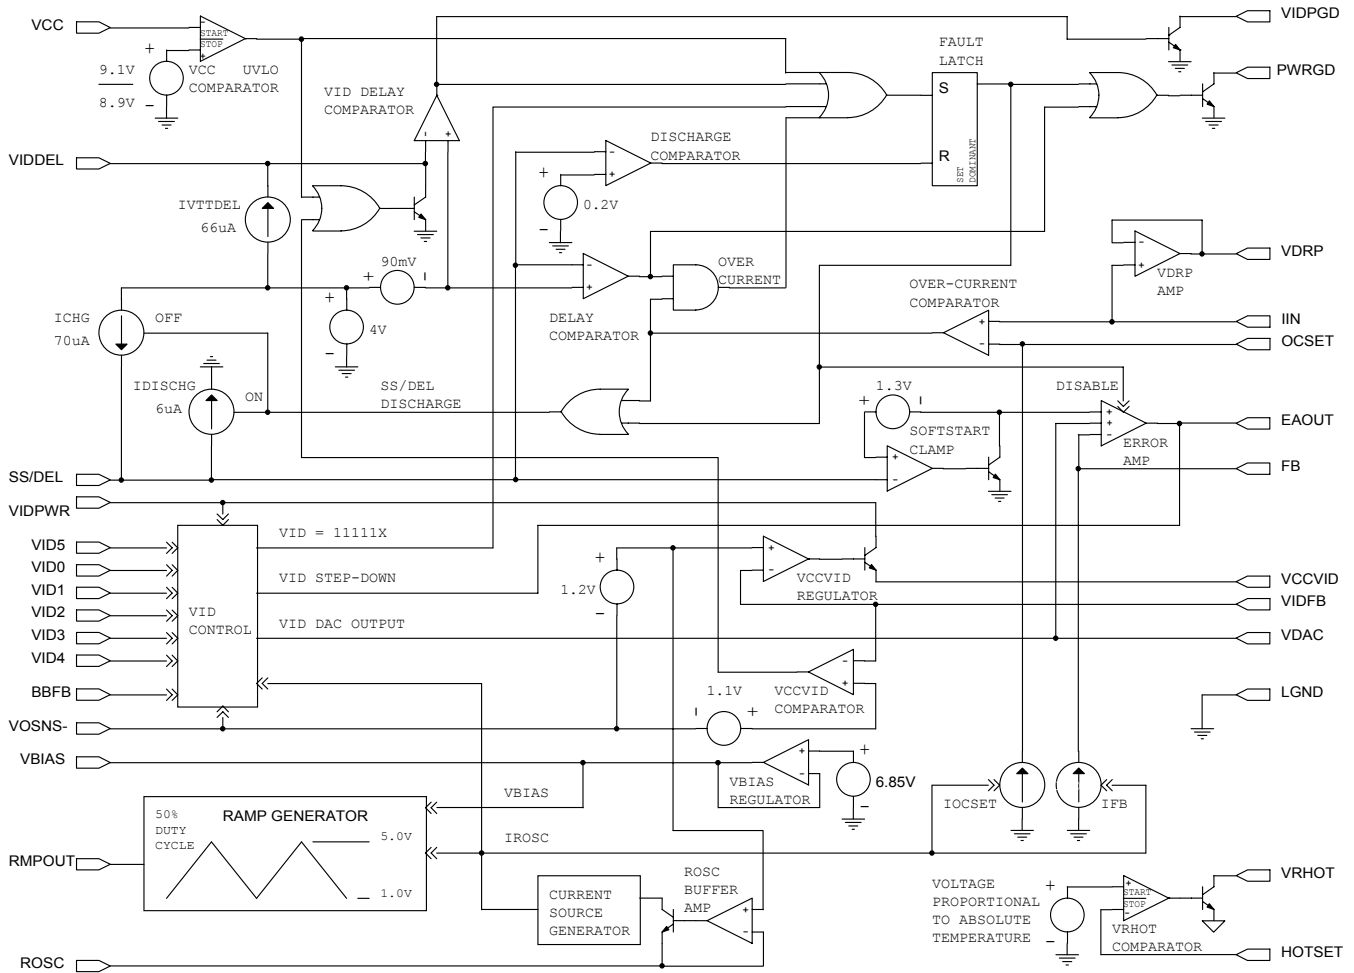 VCC
START
STOP
9.1V
8.9V
VCC UVLO
COMPARATOR
VID DELAY
COMPARATOR
VIDDEL
IVTTDEL
66uA
90mV
4V
ICHG
70uA
OFF
IDISCHG
6uA
ON
SS/DEL
DISCHARGE
SS/DEL
VIDPWR
FAULT
LATCH
S
R
SET
DOMINANT
DISCHARGE
COMPARATOR
0.2V
OVER
CURRENT
DELAY
COMPARATOR
OVER-CURRENT
COMPARATOR
VDRP
AMP
VIDPGD
PWRGD
VDRP
IIN
OCSET
DISABLE
1.3V
SOFTSTART
CLAMP
ERROR
AMP
EAOUT
FB
VID5
VID0
VID1
VID2
VID3
VID4
BBFB
VOSNS-
VBIAS
VID
CONTROL
VID = 11111X
VID STEP-DOWN
VID DAC OUTPUT
1.2V
VCCVID
REGULATOR
VCCVID
VIDFB
VDAC
1.1V
VCCVID
COMPARATOR
LGND
VBIAS
REGULATOR
6.85V
IOCSET
IFB
VBIAS
IROSC
RAMP GENERATOR
50%
DUTY
CYCLE
5.0V
1.0V
RMPOUT
CURRENT
SOURCE
GENERATOR
ROSC
BUFFER
AMP
ROSC
VOLTAGE
PROPORTIONAL
TO ABSOLUTE
TEMPERATURE
START
STOP
VRHOT
COMPARATOR
VRHOT
HOTSET